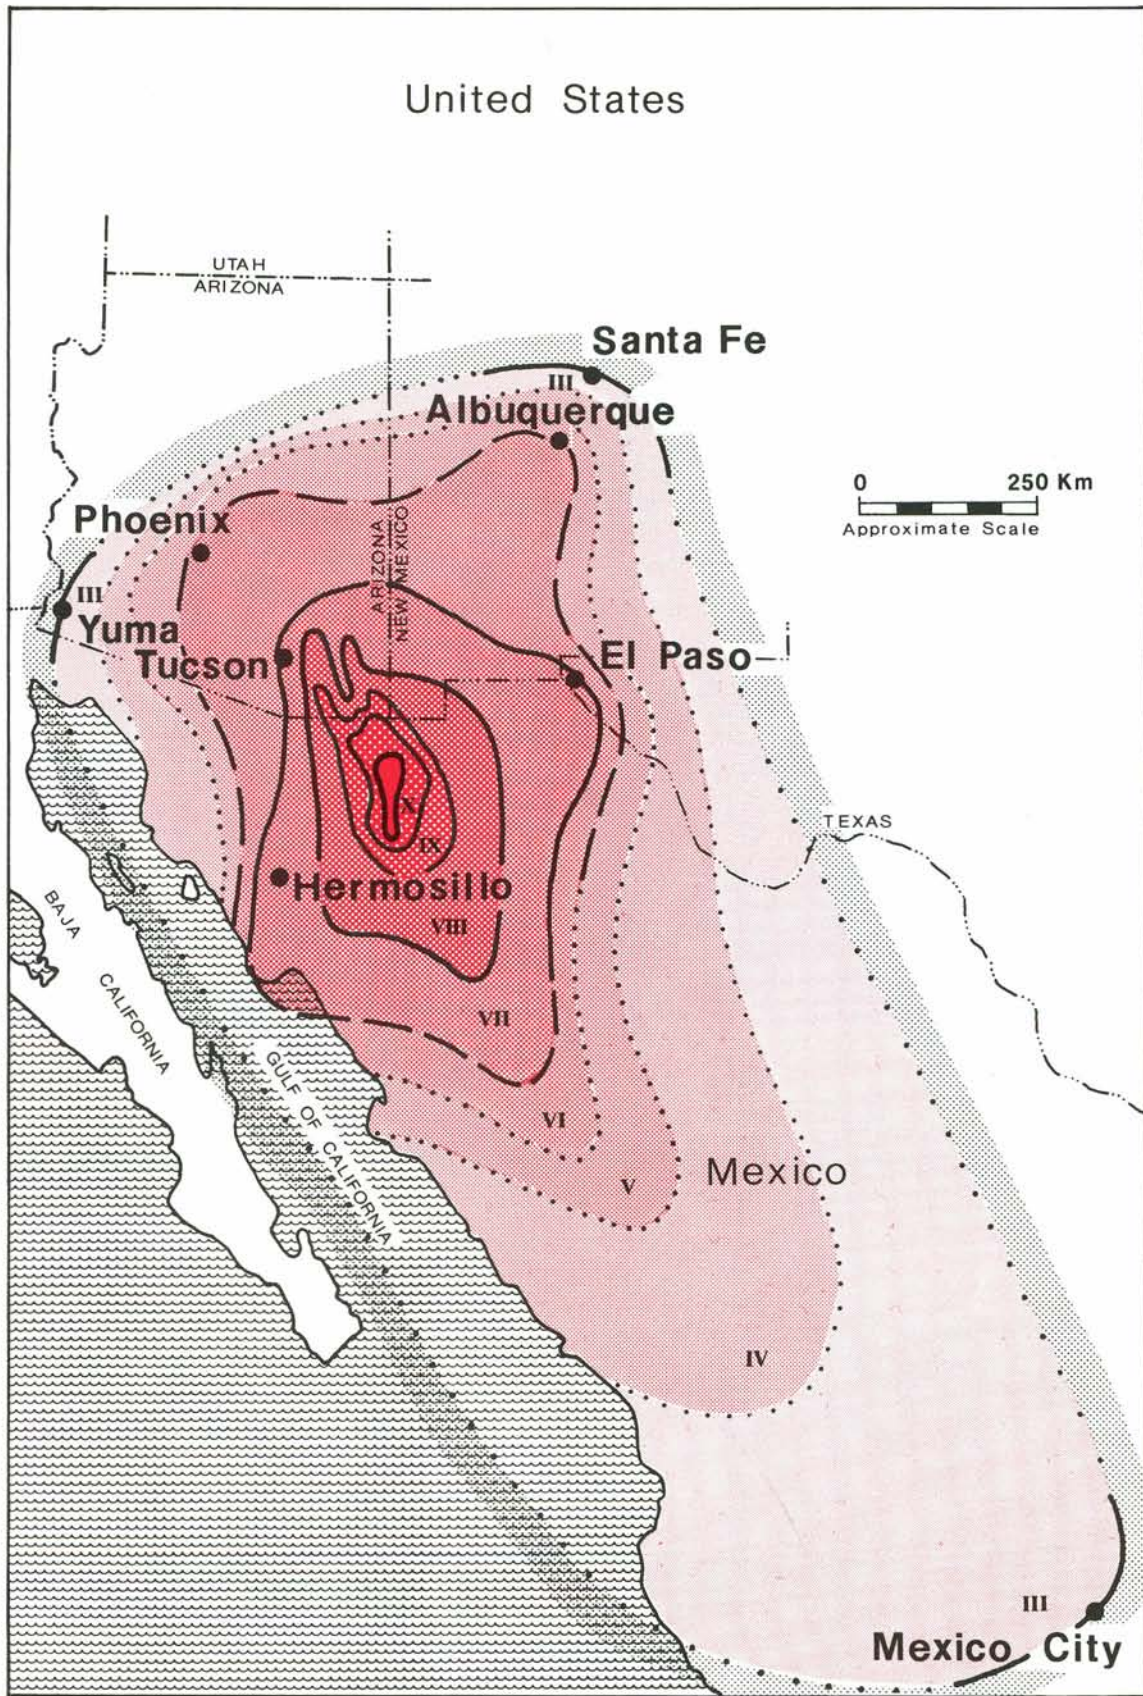 United States
UTAH
ARIZONA
Santa Fe
III
Albuquerque
0 250 Km
Approximate Scale
Phoenix
ARIZONA
NEW MEXICO
III
Yuma
Tucson
El Paso
X
TEXAS
IX
Hermosillo
VIII
BAJA CALIFORNIA
VII
GULF OF CALIFORNIA
VI
Mexico
V
IV
III
Mexico City